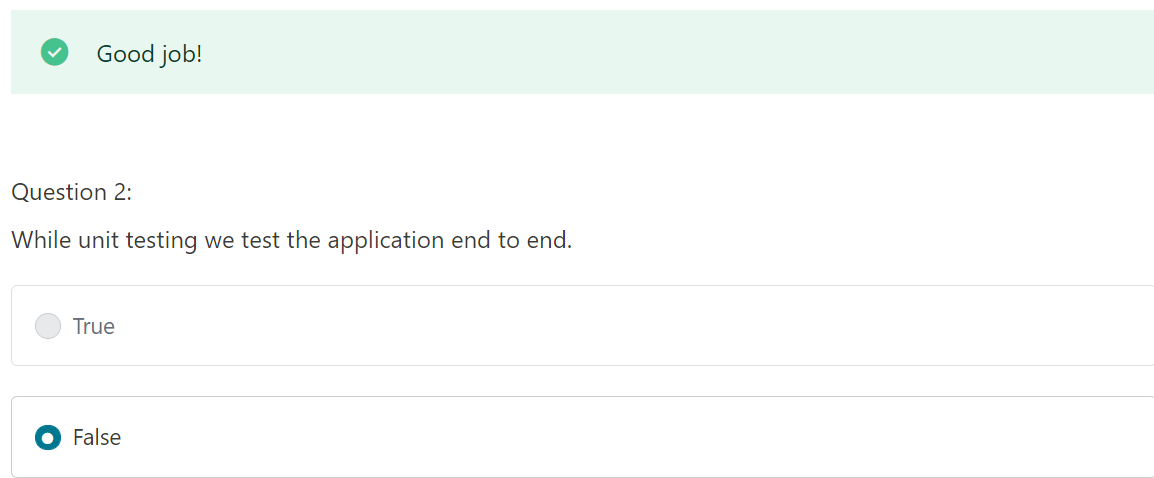 Good job!
Question 2:
While unit testing we test the application end to end.
True
False